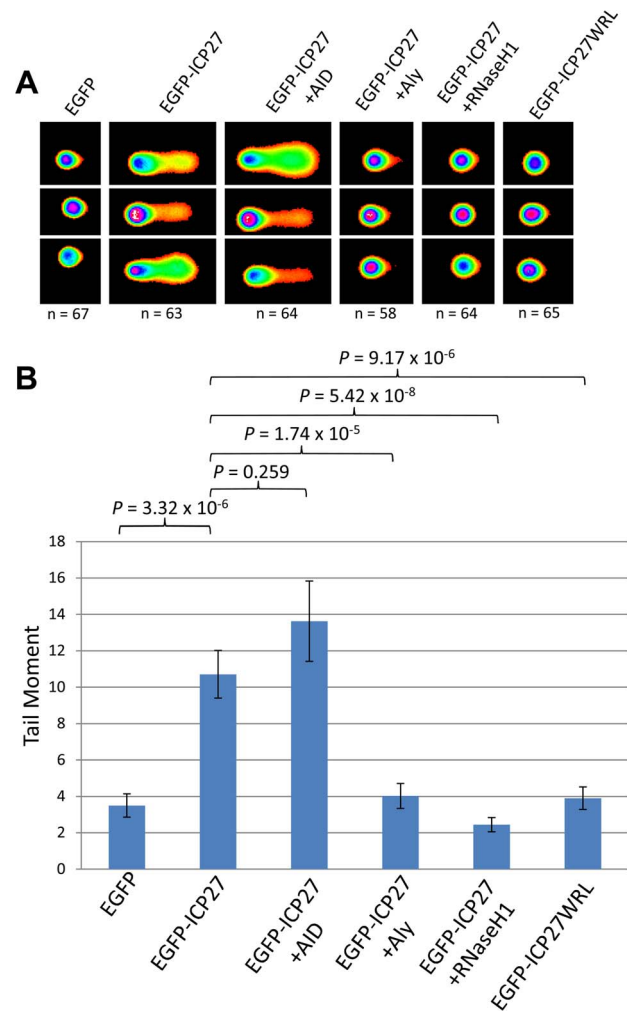 A
EGFP
EGFP-ICP27
EGFP-ICP27
+AID
EGFP-ICP27
+Aly
EGFP-ICP27
+RNaseH1
EGFP-ICP27WRL
n = 67
n = 63
n = 64
n = 58
n = 64
n = 65
B
P = 9.17 x 10-6
P = 5.42 x 10-8
P = 1.74 x 10-5
P = 0.259
P = 3.32 x 10-6
18
16
14
12
10
8
6
4
2
0
Tail Moment
EGFP
EGFP-ICP27
EGFP-ICP27
+AID
EGFP-ICP27
+Aly
EGFP-ICP27
+RNaseH1
EGFP-ICP27WRL